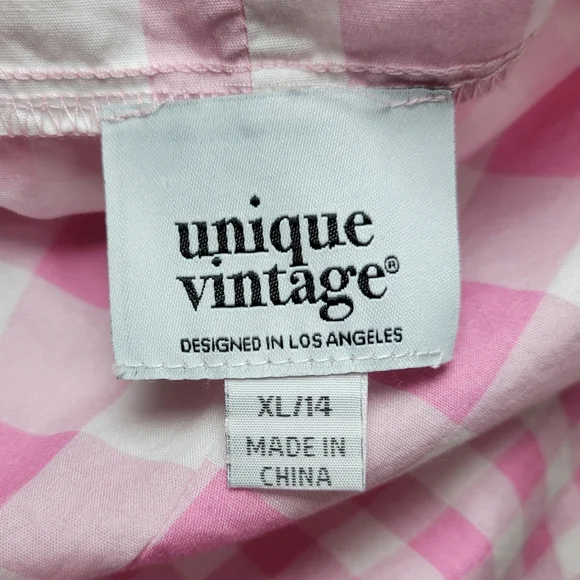 unique
vintage®
DESIGNED IN LOS ANGELES
XL/14
MADE IN
CHINA